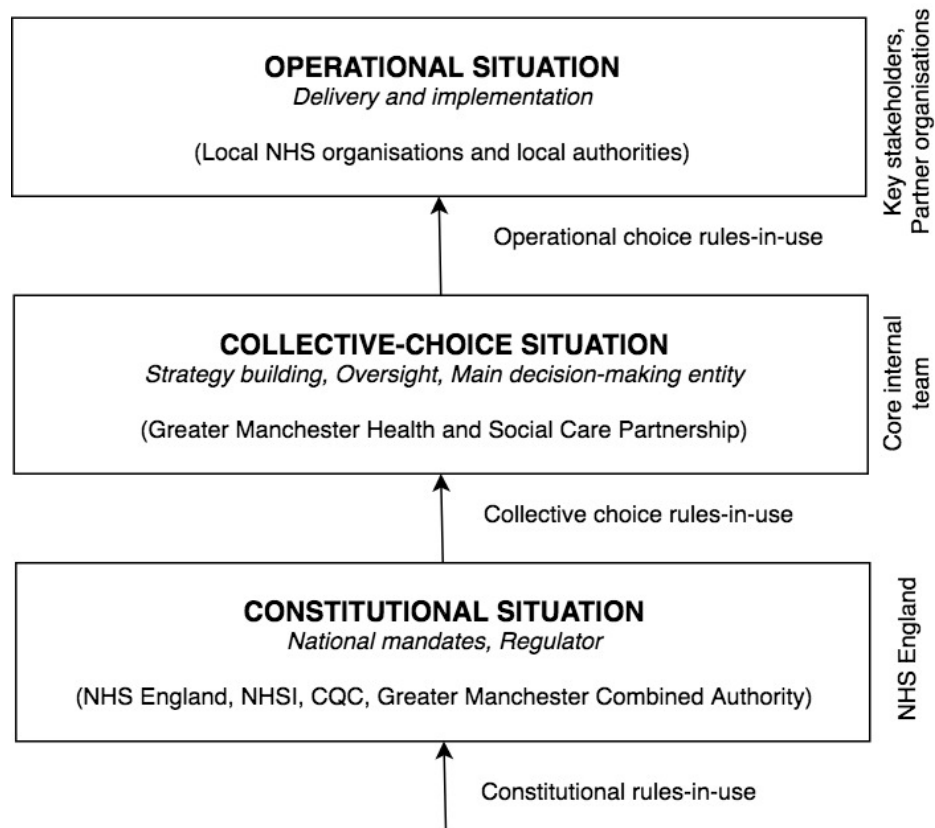 OPERATIONAL SITUATION
Delivery and implementation
(Local NHS organisations and local authorities)
Key stakeholders,
Partner organisations
Operational choice rules-in-use
COLLECTIVE-CHOICE SITUATION
Strategy building, Oversight, Main decision-making entity
(Greater Manchester Health and Social Care Partnership)
Core internal
team
Collective choice rules-in-use
CONSTITUTIONAL SITUATION
National mandates, Regulator
(NHS England, NHSI, CQC, Greater Manchester Combined Authority)
NHS England
Constitutional rules-in-use